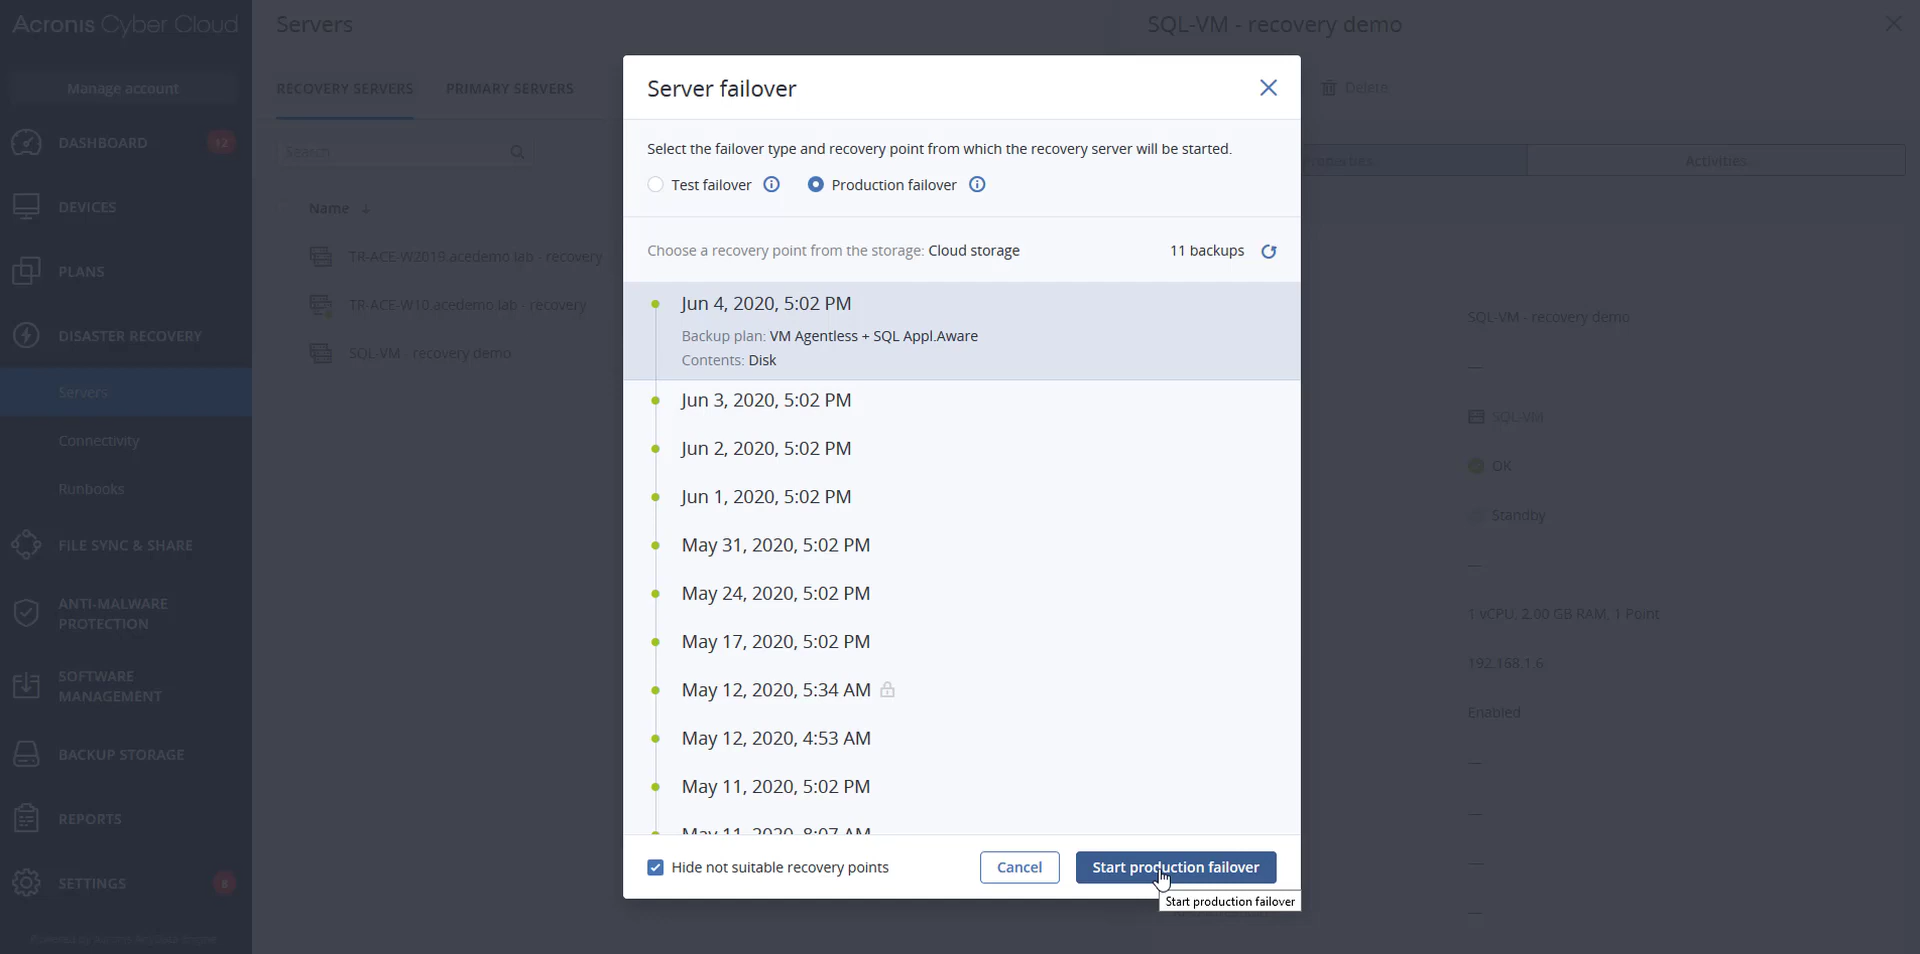 Acronis Cyber Cloud
Manage account
DASHBOARD 12
DEVICES
PLANS
DISASTER RECOVERY
Servers
Connectivity
Runbooks
FILE SYNC & SHARE
ANTI-MALWARE
PROTECTION
SOFTWARE
MANAGEMENT
BACKUP STORAGE
REPORTS
SETTINGS 8
Servers
RECOVERY SERVERS PRIMARY SERVERS
Search
Name
TR-ACE-W2019.acedemo.lab - recovery
TR-ACE-W10.acedemo.lab - recovery
SQL-VM - recovery demo
Server failover
Select the failover type and recovery point from which the recovery server will be started.
Test failover Production failover
Choose a recovery point from the storage: Cloud storage 11 backups
Jun 4, 2020, 5:02 PM
Backup plan: VM Agentless + SQL Appl.Aware
Contents: Disk
Jun 3, 2020, 5:02 PM
Jun 2, 2020, 5:02 PM
Jun 1, 2020, 5:02 PM
May 31, 2020, 5:02 PM
May 24, 2020, 5:02 PM
May 17, 2020, 5:02 PM
May 12, 2020, 5:34 AM
May 12, 2020, 4:53 AM
May 11, 2020, 5:02 PM
May 11, 2020, 8:07 AM
Hide not suitable recovery points
Cancel
Start production failover
Start production failover
SQL-VM - recovery demo
Delete
Activities
SQL-VM - recovery demo
—
SQL-VM
OK
Standby
—
1 vCPU, 2.00 GB RAM, 1 Point
192.168.1.6
Enabled
—
—
—
—